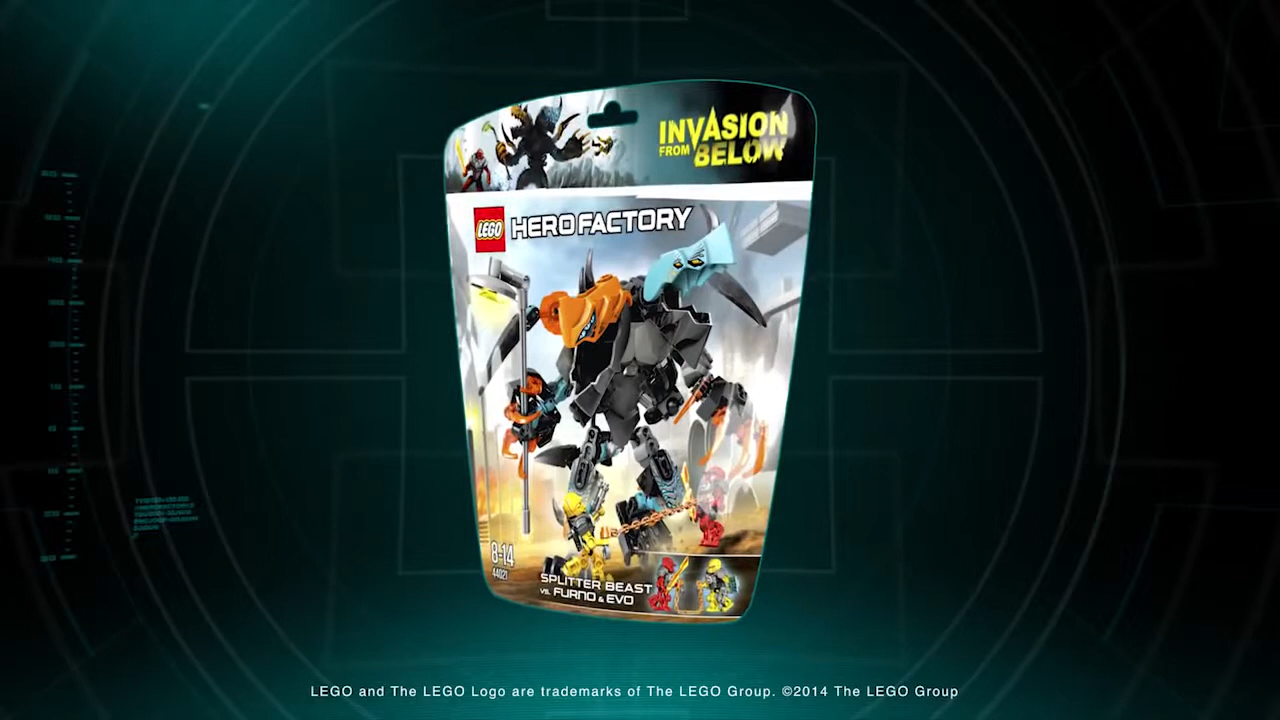 INVASION
FROM BELOW
LEGO HERO FACTORY
8-14
44021
SPLITTER BEAST
VS. FURNO & EVO
LEGO and The LEGO Logo are trademarks of The LEGO Group. ©2014 The LEGO Group